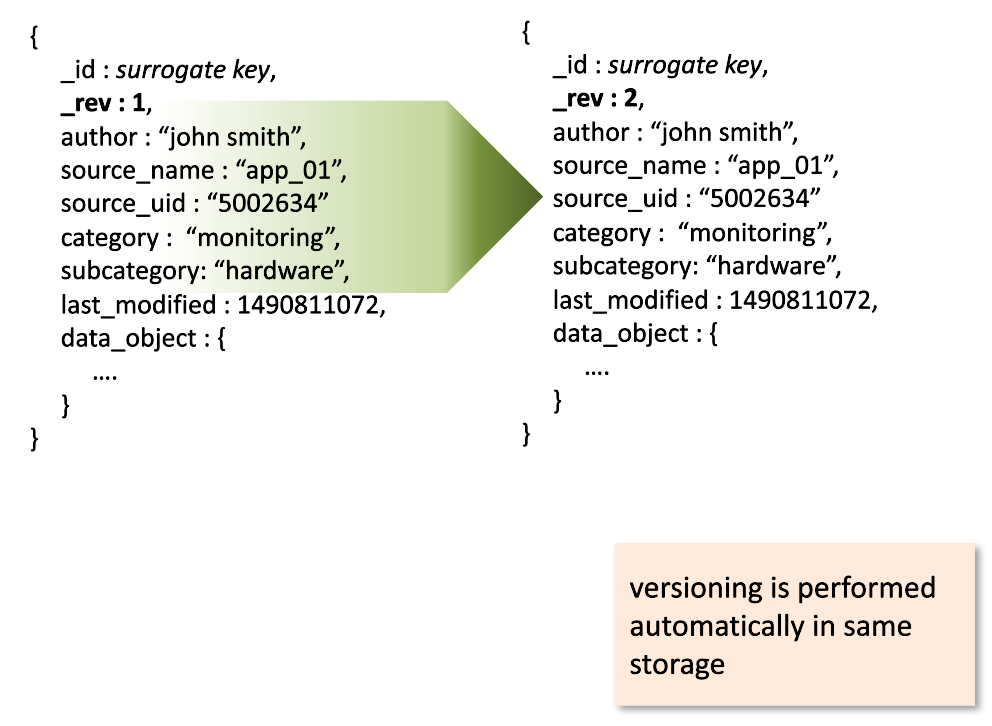 {
_id : surrogate key,
_rev : 1,
author : “john smith”,
source_name : “app_01”,
source_uid : “5002634”
category :  “monitoring”,
subcategory: “hardware”,
last_modified : 1490811072,
data_object : {
….
}
}
{
_id : surrogate key,
_rev : 2,
author : “john smith”,
source_name : “app_01”,
source_uid : “5002634”
category :  “monitoring”,
subcategory: “hardware”,
last_modified : 1490811072,
data_object : {
….
}
}
versioning is performed
automatically in same
storage